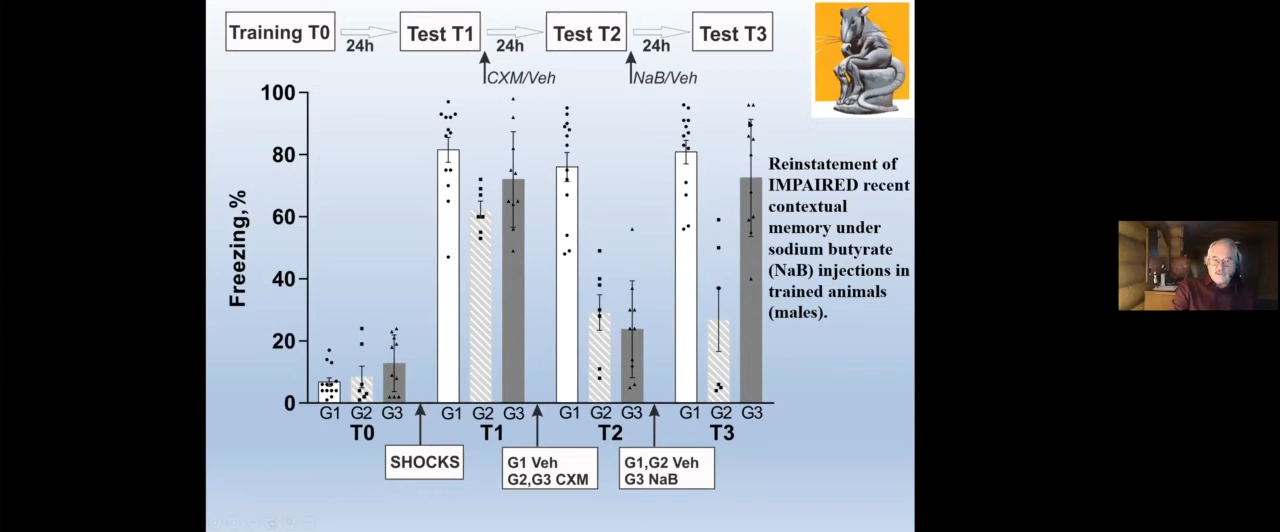 Training T0
24h
Test T1
24h
Test T2
24h
Test T3
CXM/Veh
NaB/Veh
100
80
60
40
20
0
Freezing,%
Reinstatement of
IMPAIRED recent
contextual
memory under
sodium butyrate
(NaB) injections in
trained animals
(males).
G1 G2 G3
G1 G2 G3
G1 G2 G3
G1 G2 G3
T0
T1
T2
T3
SHOCKS
G1 Veh
G2,G3 CXM
G1,G2 Veh
G3 NaB